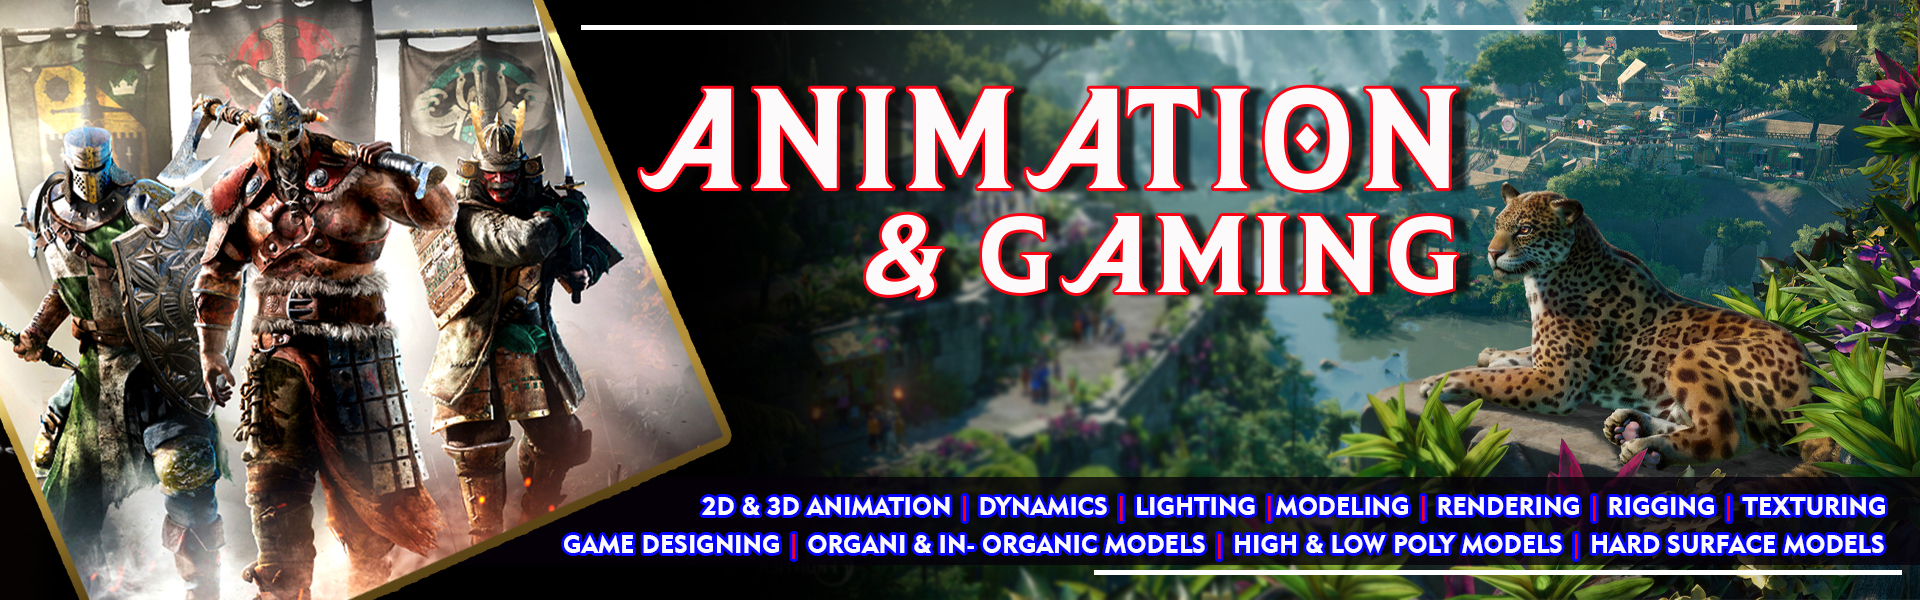 ANIMATION
& GAMING
2D & 3D ANIMATION | DYNAMICS | LIGHTING |MODELING | RENDERING | RIGGING | TEXTURING
GAME DESIGNING | ORGANI & IN- ORGANIC MODELS | HIGH & LOW POLY MODELS | HARD SURFACE MODELS